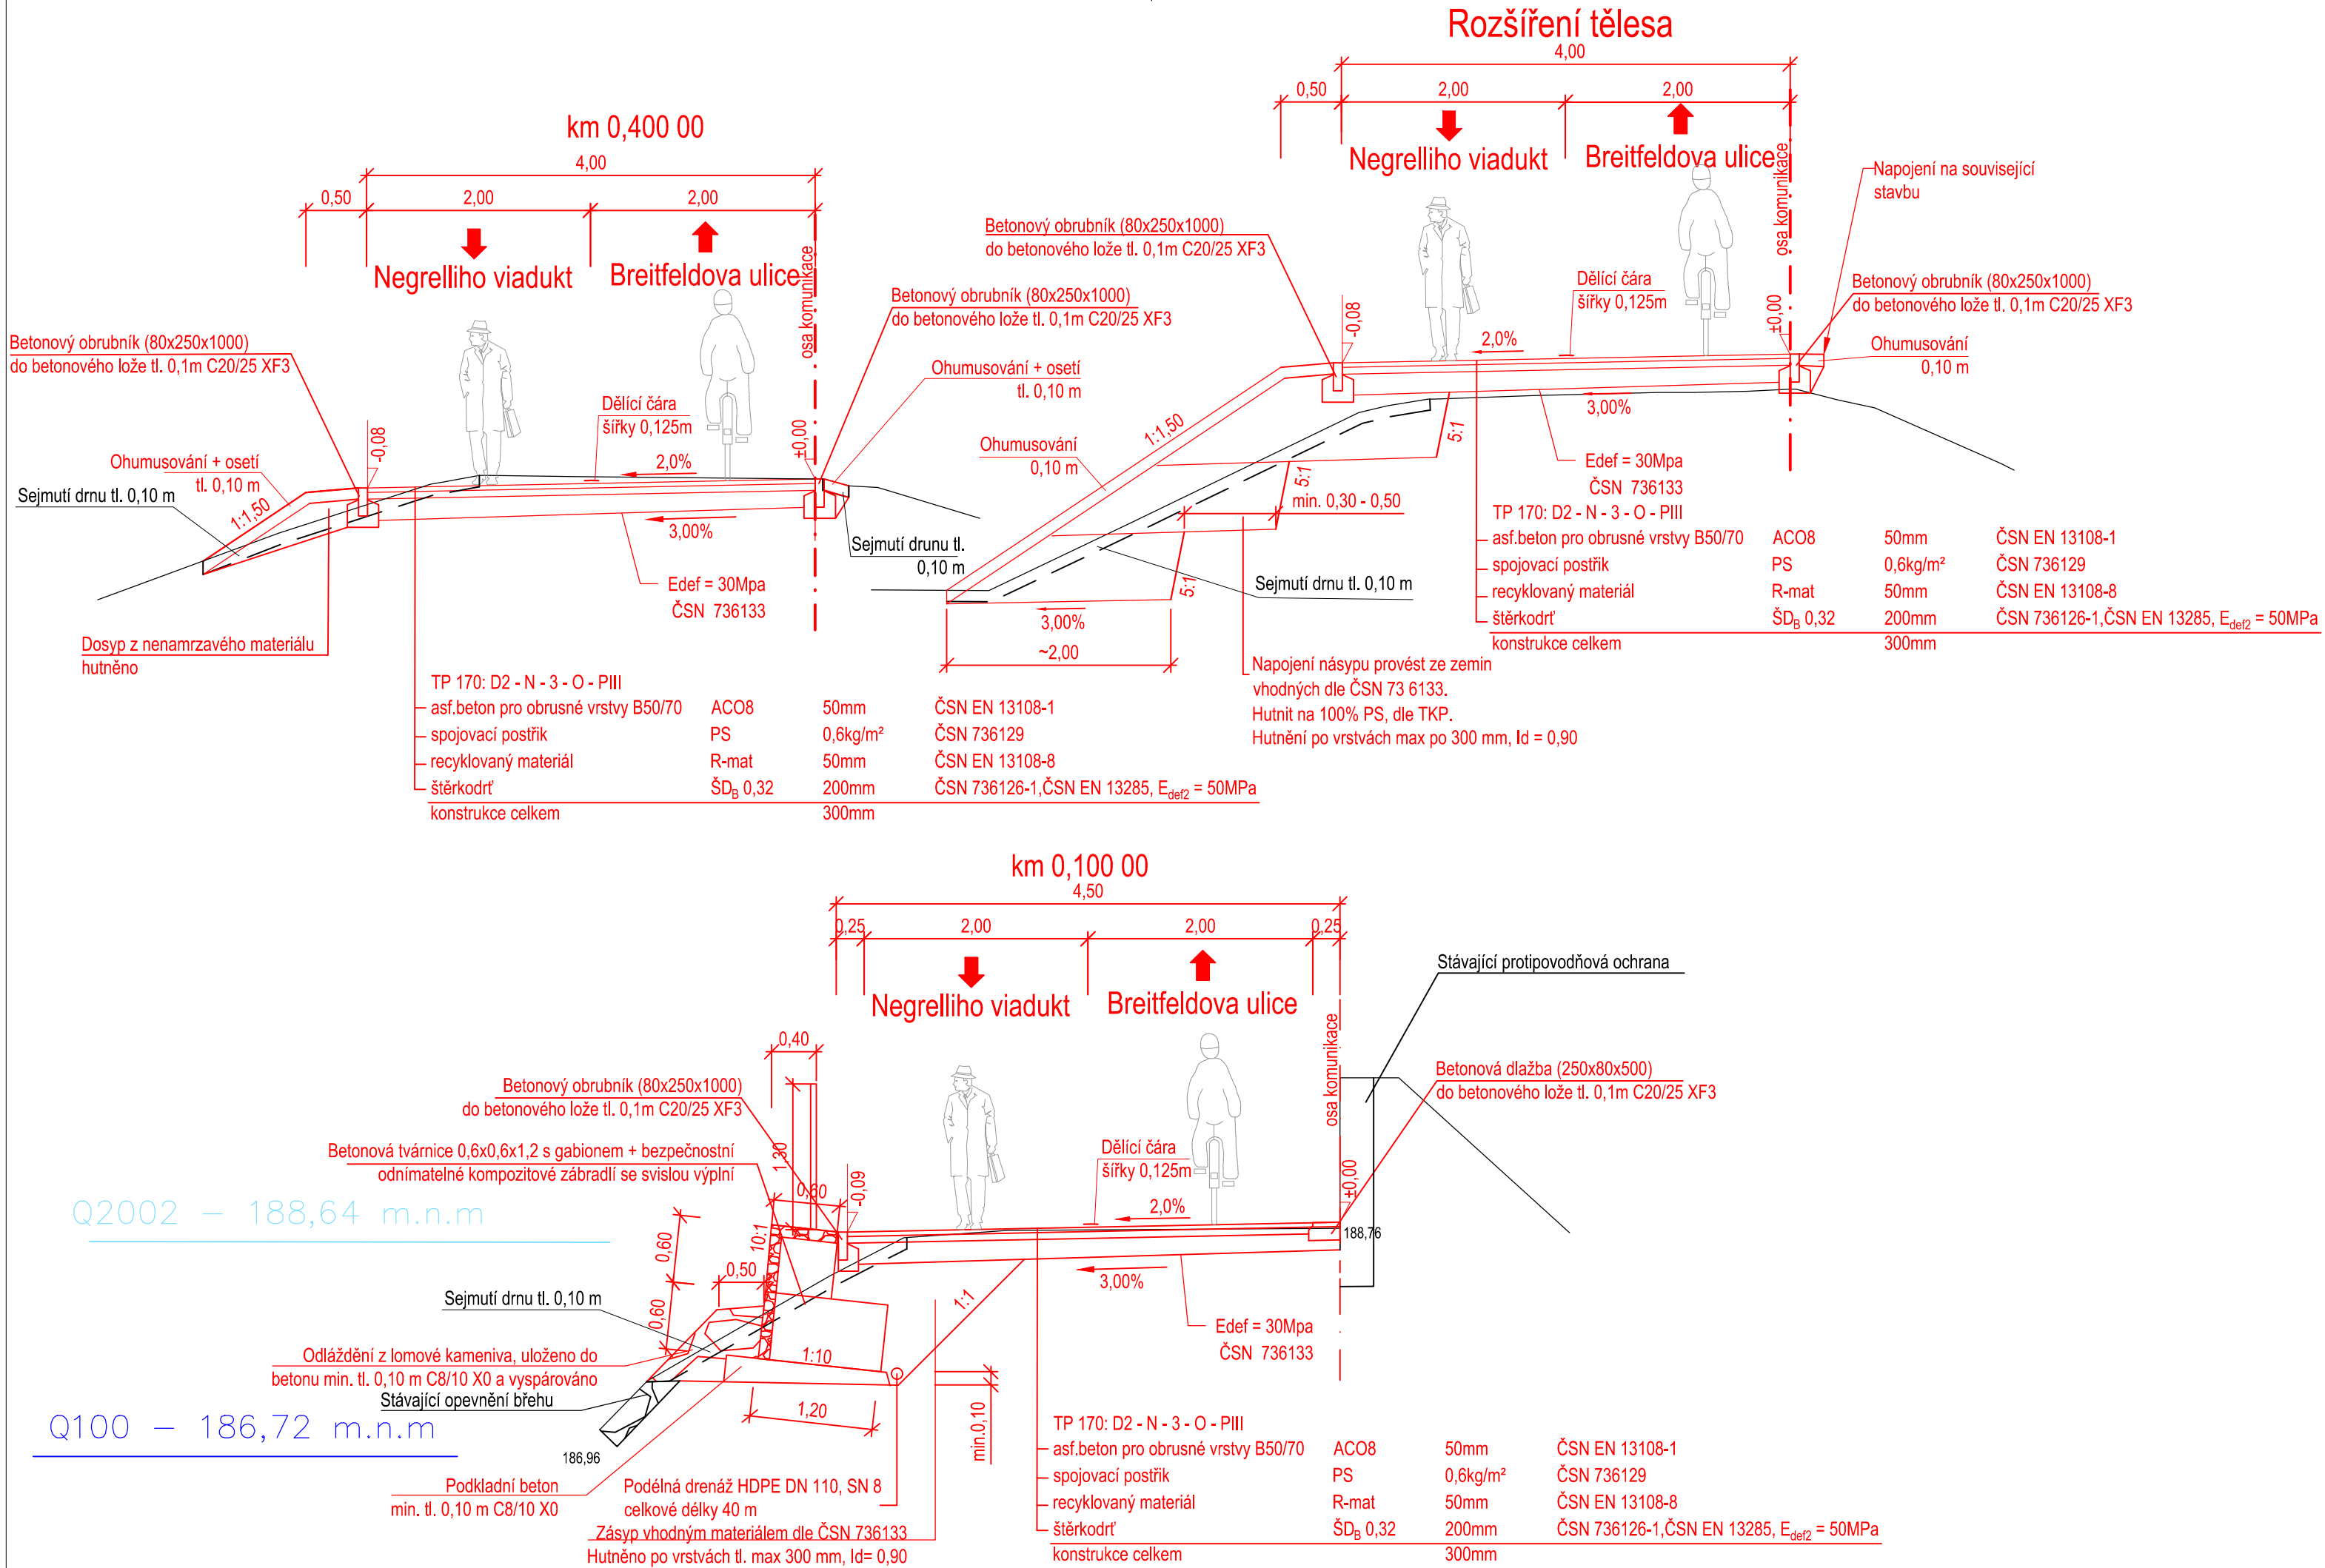 km 0,400 00
4,00
0,50 2,00 2,00
Negrelliho viadukt Breitfeldova ulice
osa komunikace
Betonový obrubník (80x250x1000)
do betonového lože tl. 0,1m C20/25 XF3
Betonový obrubník (80x250x1000)
do betonového lože tl. 0,1m C20/25 XF3
Ohumusování + osetí
tl. 0,10 m
Dělící čára
šířky 0,125m
-0,08
±0,00
2,0%
Ohumusování + osetí
tl. 0,10 m
Sejmutí drnu tl. 0,10 m
1:1,50
3,00%
Sejmutí drunu tl.
0,10 m
Edef = 30Mpa
ČSN 736133
Dosyp z nenamrzavého materiálu
hutněno
TP 170: D2 - N - 3 - O - PIII
asf.beton pro obrusné vrstvy B50/70 ACO8 50mm ČSN EN 13108-1
spojovací postřik PS 0,6kg/m² ČSN 736129
recyklovaný materiál R-mat 50mm ČSN EN 13108-8
štěrkodrť ŠDB 0,32 200mm ČSN 736126-1,ČSN EN 13285, Edef2 = 50MPa
konstrukce celkem 300mm
Rozšíření tělesa
4,00
0,50 2,00 2,00
Negrelliho viadukt Breitfeldova ulice
osa komunikace
Napojení na související
stavbu
Betonový obrubník (80x250x1000)
do betonového lože tl. 0,1m C20/25 XF3
Dělící čára
šířky 0,125m
Betonový obrubník (80x250x1000)
do betonového lože tl. 0,1m C20/25 XF3
-0,08
±0,00
2,0%
Ohumusování
0,10 m
3,00%
1:1,50
Ohumusování
0,10 m
5:1
5:1
5:1
min. 0,30 - 0,50
Edef = 30Mpa
ČSN 736133
Sejmutí drnu tl. 0,10 m
3,00%
~2,00
Napojení násypu provést ze zemin
vhodných dle ČSN 73 6133.
Hutnit na 100% PS, dle TKP.
Hutnění po vrstvách max po 300 mm, Id = 0,90
TP 170: D2 - N - 3 - O - PIII
asf.beton pro obrusné vrstvy B50/70 ACO8 50mm ČSN EN 13108-1
spojovací postřik PS 0,6kg/m² ČSN 736129
recyklovaný materiál R-mat 50mm ČSN EN 13108-8
štěrkodrť ŠDB 0,32 200mm ČSN 736126-1,ČSN EN 13285, Edef2 = 50MPa
konstrukce celkem 300mm
km 0,100 00
4,50
0,25 2,00 2,00 0,25
Negrelliho viadukt Breitfeldova ulice
osa komunikace
Stávající protipovodňová ochrana
Betonová dlažba (250x80x500)
do betonového lože tl. 0,1m C20/25 XF3
0,40
Betonový obrubník (80x250x1000)
do betonového lože tl. 0,1m C20/25 XF3
1,30
Betonová tvárnice 0,6x0,6x1,2 s gabionem + bezpečnostní
odnímatelné kompozitové zábradlí se svislou výplní
0,60
-0,09
Dělící čára
šířky 0,125m
2,0%
±0,00
188,76
Q2002 - 188,64 m.n.m
0,60
10:1
0,50
0,60
3,00%
1:1
Sejmutí drnu tl. 0,10 m
Edef = 30Mpa
ČSN 736133
Odláždění z lomové kameniva, uloženo do
betonu min. tl. 0,10 m C8/10 X0 a vyspárováno
1:10
Stávající opevnění břehu
1,20
min.0,10
Q100 - 186,72 m.n.m
186,96
Podkladní beton
min. tl. 0,10 m C8/10 X0
Podélná drenáž HDPE DN 110, SN 8
celkové délky 40 m
Zásyp vhodným materiálem dle ČSN 736133
Hutněno po vrstvách tl. max 300 mm, Id= 0,90
TP 170: D2 - N - 3 - O - PIII
asf.beton pro obrusné vrstvy B50/70 ACO8 50mm ČSN EN 13108-1
spojovací postřik PS 0,6kg/m² ČSN 736129
recyklovaný materiál R-mat 50mm ČSN EN 13108-8
štěrkodrť ŠDB 0,32 200mm ČSN 736126-1,ČSN EN 13285, Edef2 = 50MPa
konstrukce celkem 300mm